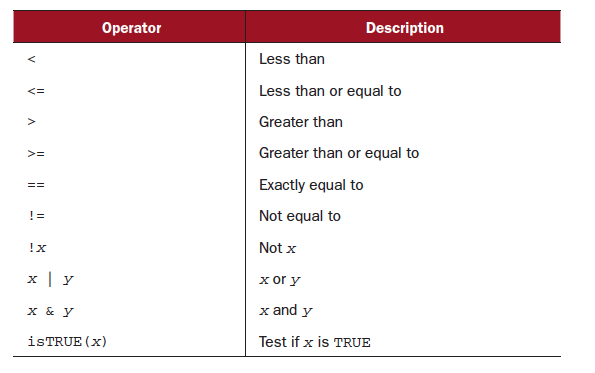 Operator Description
< Less than
<= Less than or equal to
> Greater than
>= Greater than or equal to
== Exactly equal to
!= Not equal to
!x Not x
x | y x or y
x & y x and y
isTRUE(x) Test if x is TRUE